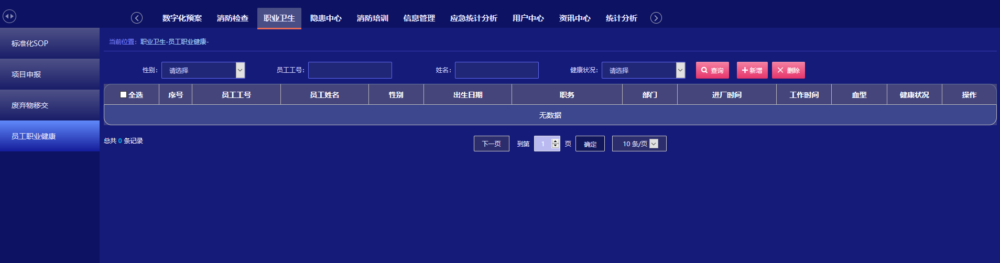 数字化预案 消防检查 职业卫生 隐患中心 消防培训 信息管理 应急统计分析 用户中心 资讯中心 统计分析
标准化SOP
项目申报
废弃物移交
员工职业健康
当前位置: 职业卫生-员工职业健康-
性别: 请选择 员工工号: 姓名: 健康状况: 请选择 查询 新增 删除
全选 序号 员工工号 员工姓名 性别 出生日期 职务 部门 进厂时间 工作时间 血型 健康状况 操作
无数据
总共 0 条记录 下一页 到第 1 页 确定 10 条/页